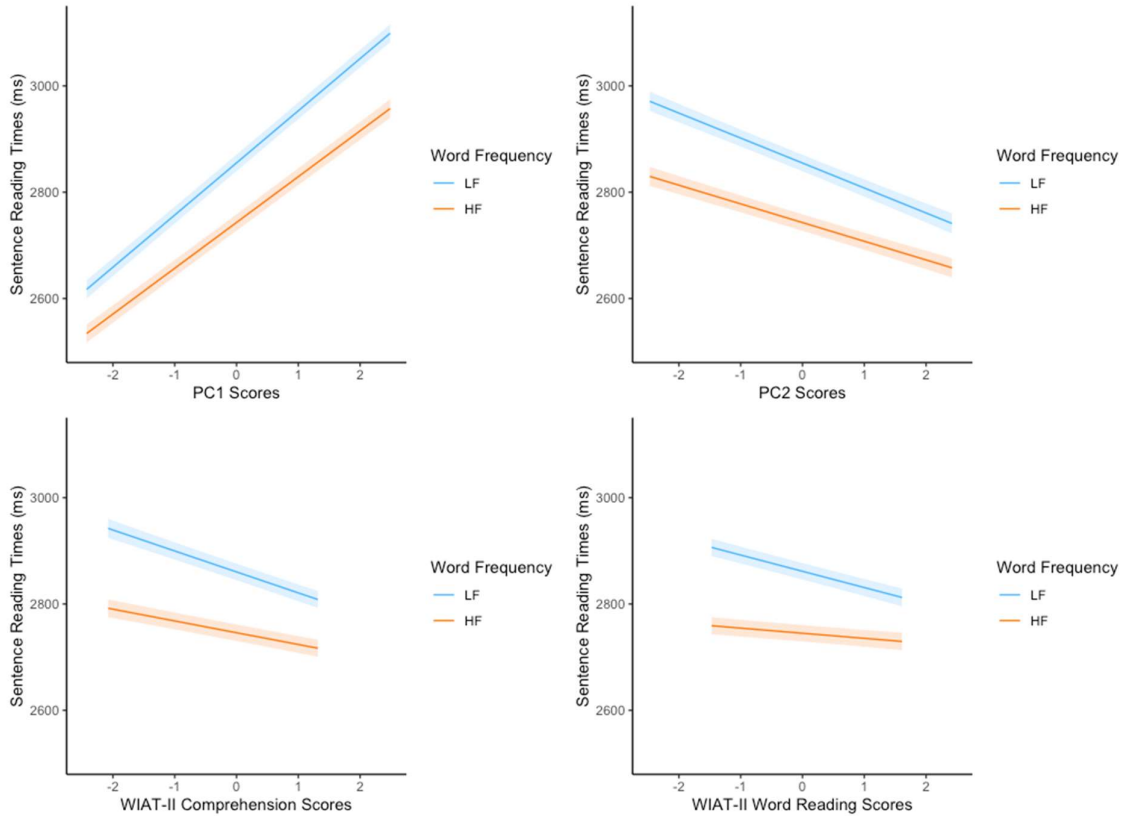 Sentence Reading Times (ms)
3000
2800
2600
-2 -1 0 1 2
PC1 Scores
Word Frequency
LF
HF
Sentence Reading Times (ms)
3000
2800
2600
-2 -1 0 1 2
PC2 Scores
Word Frequency
LF
HF
Sentence Reading Times (ms)
3000
2800
2600
-2 -1 0 1 2
WIAT-II Comprehension Scores
Word Frequency
LF
HF
Sentence Reading Times (ms)
3000
2800
2600
-2 -1 0 1 2
WIAT-II Word Reading Scores
Word Frequency
LF
HF